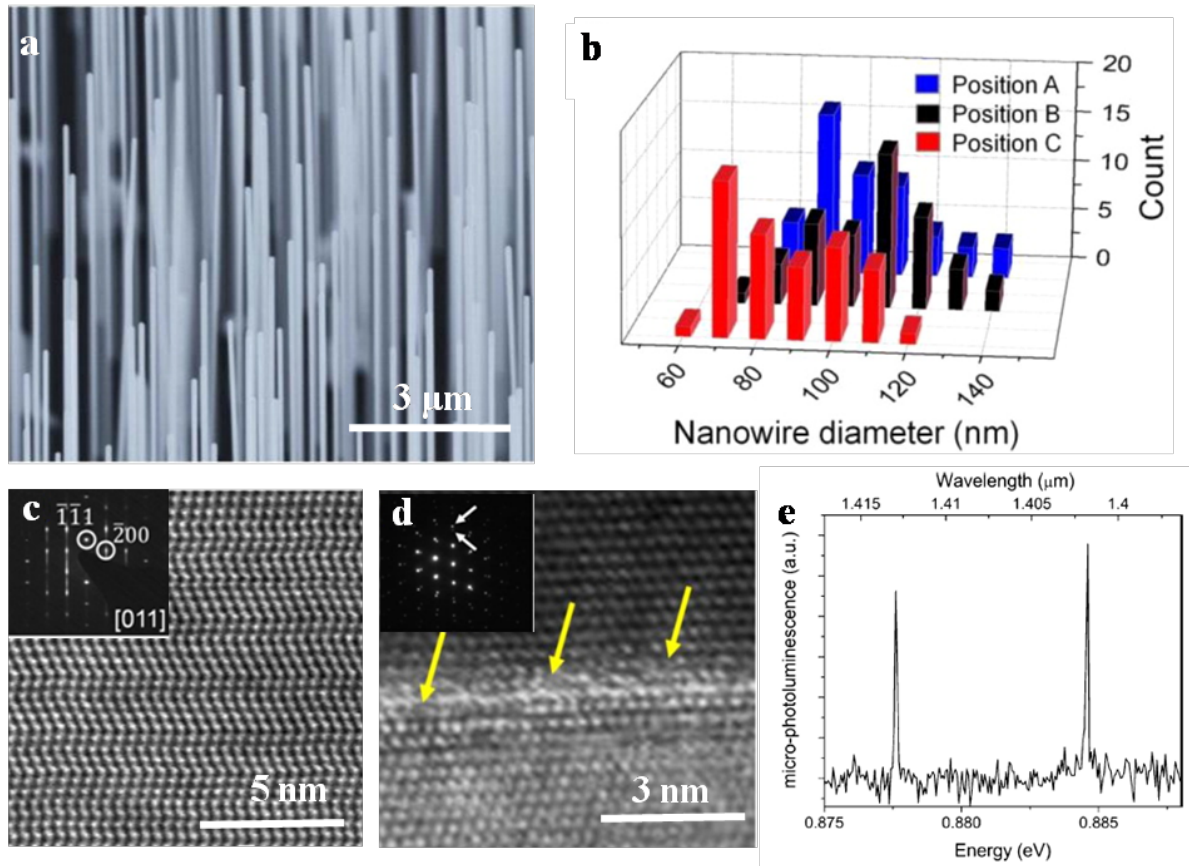 a
3 μm
b
Position A
Position B
Position C
20
15
10
5
0
Count
60
80
100
120
140
Nanowire diameter (nm)
c
1̅1̅1
2̅00
[011]
5 nm
d
3 nm
Wavelength (μm)
1.415 1.41 1.405 1.4
e
micro-photoluminescence (a.u.)
0.875 0.880 0.885
Energy (eV)